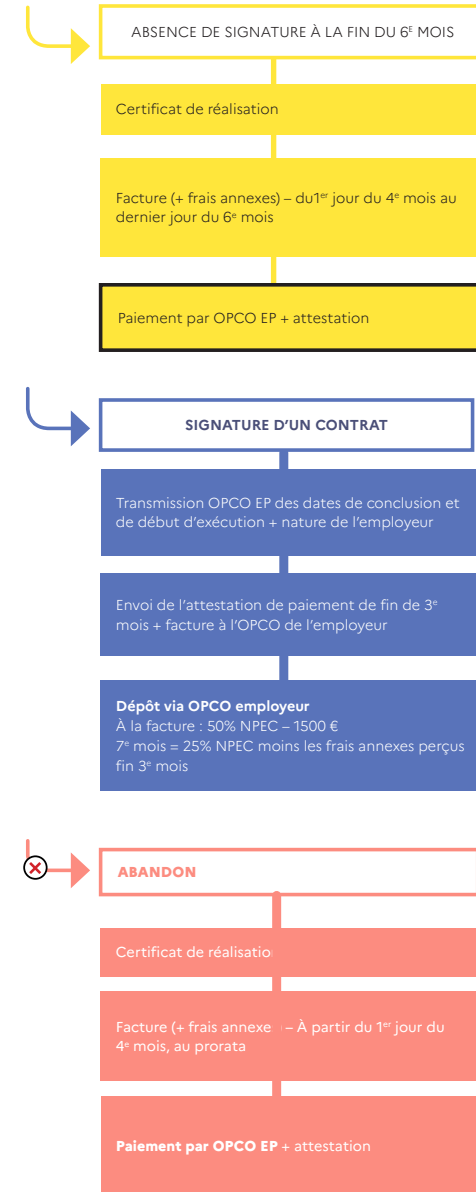 ABSENCE DE SIGNATURE À LA FIN DU 6E MOIS
Certificat de réalisation
Facture (+ frais annexes) – du1er jour du 4e mois au
dernier jour du 6e mois
Paiement par OPCO EP + attestation
SIGNATURE D’UN CONTRAT
Transmission OPCO EP des dates de conclusion et
de début d’exécution + nature de l’employeur
Envoi de l’attestation de paiement de fin de 3e
mois + facture à l’OPCO de l’employeur
Dépôt via OPCO employeur
À la facture : 50% NPEC – 1500 €
7e mois = 25% NPEC moins les frais annexes perçus
fin 3e mois
ABANDON
Certificat de réalisatio
Facture (+ frais annexe ) – À partir du 1er jour du
4e mois, au prorata
Paiement par OPCO EP + attestation